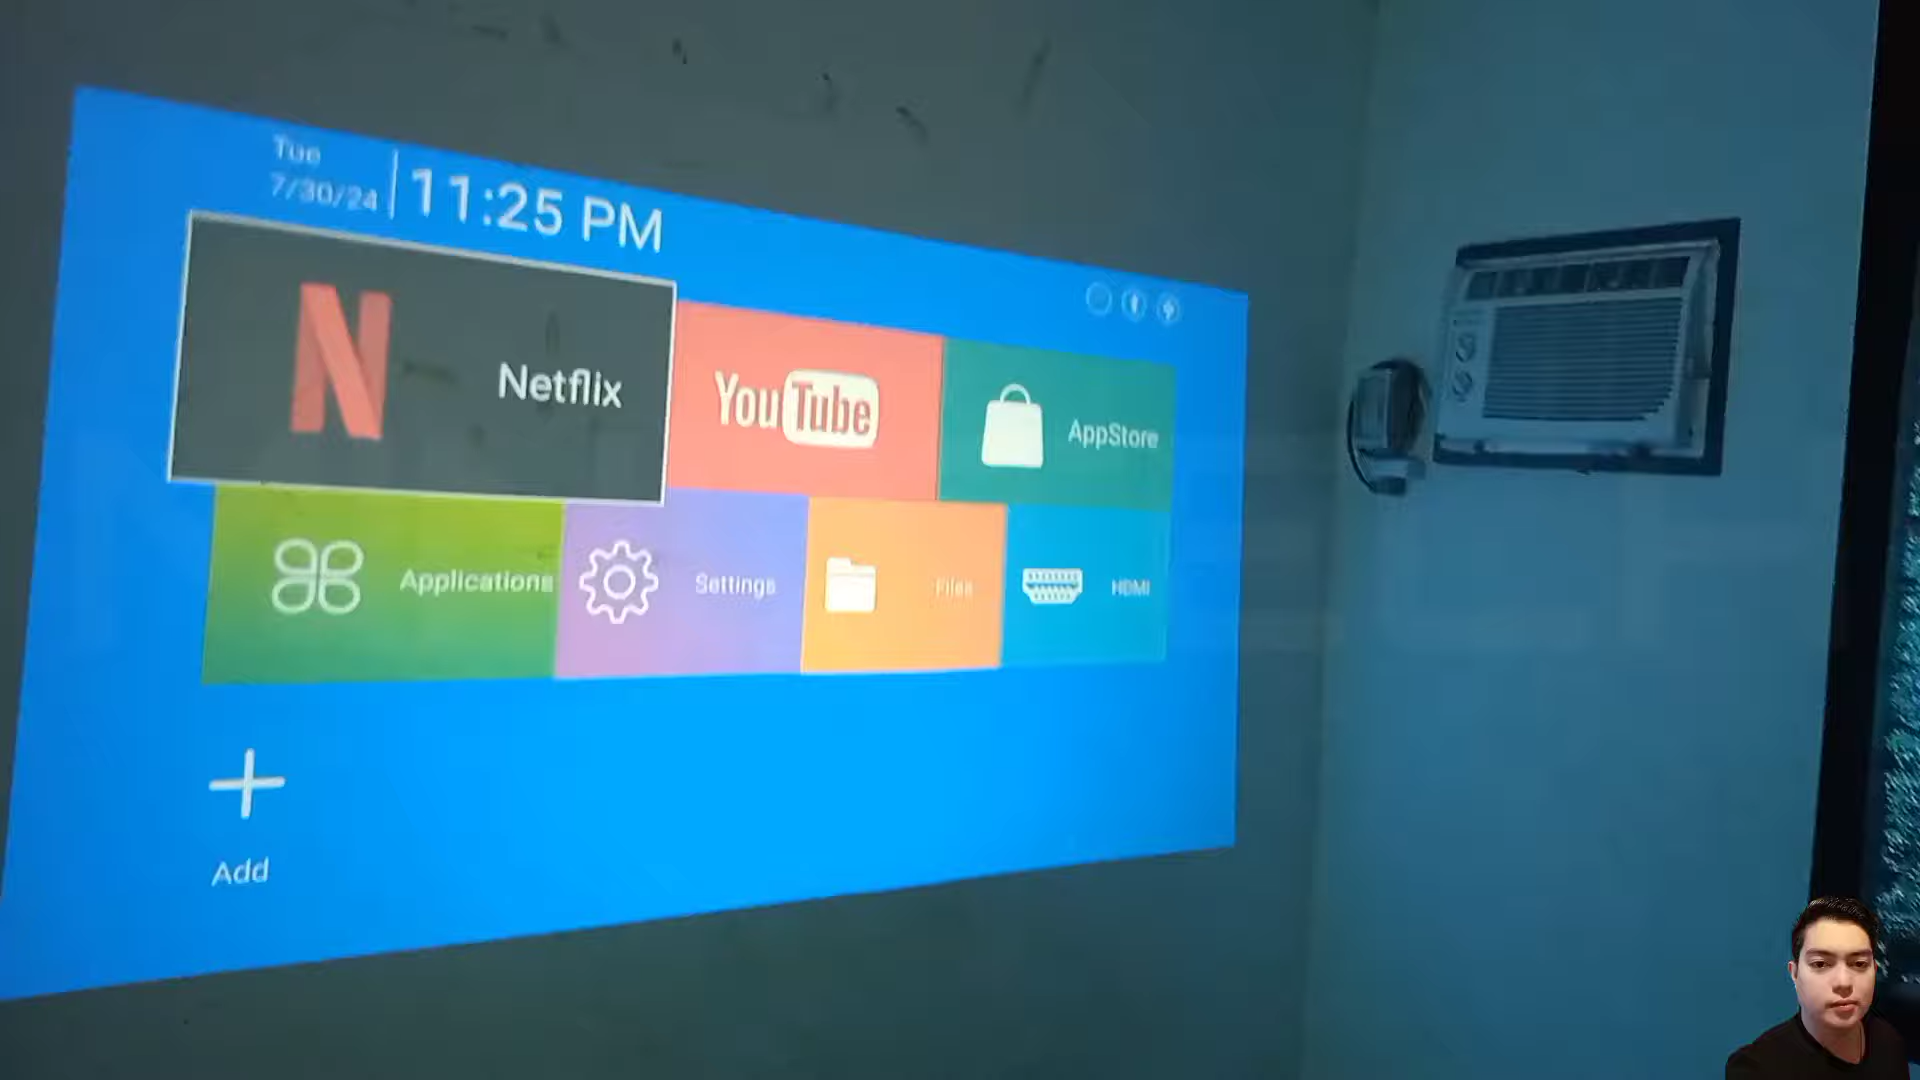 Tue
7/30/24
11:25 PM
Netflix
YouTube
AppStore
Applications
Settings
Files
HDMI
Add